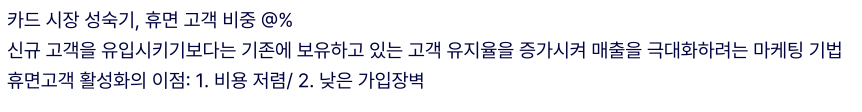 카드 시장 성숙기, 휴면 고객 비중 @%
신규 고객을 유입시키기보다는 기존에 보유하고 있는 고객 유지율을 증가시켜 매출을 극대화하려는 마케팅 기법
휴면고객 활성화의 이점: 1. 비용 저렴/ 2. 낮은 가입장벽